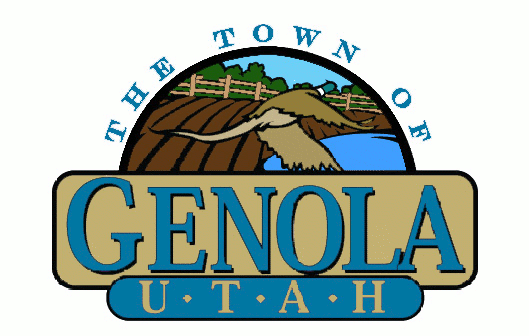 THE TOWN OF
GENOLA
U·T·A·H